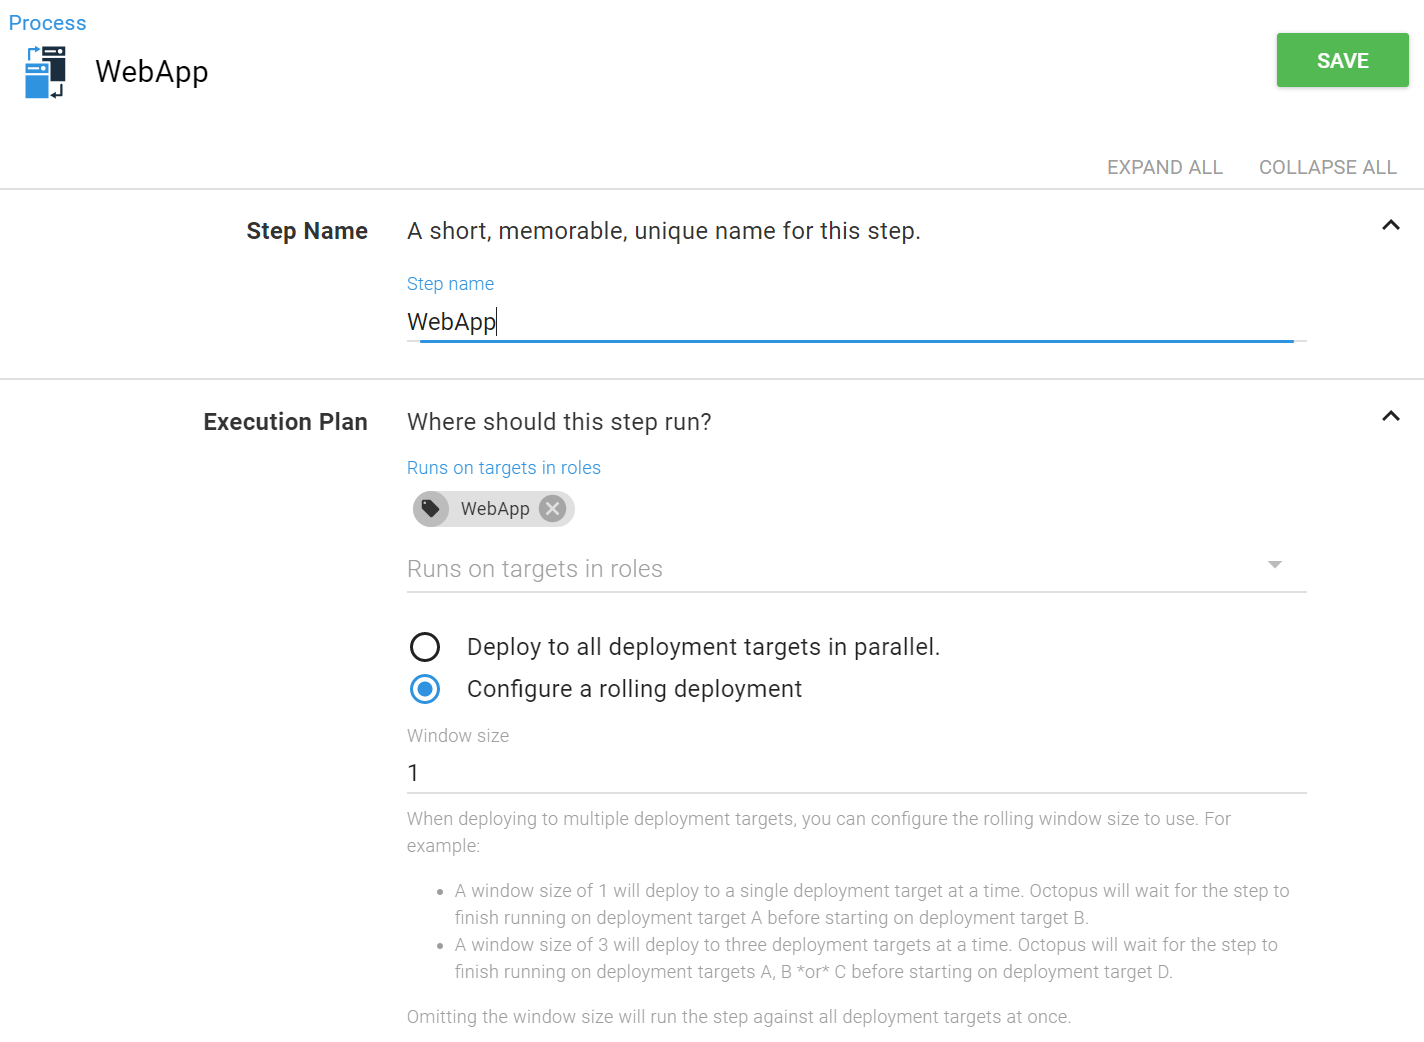 Process
WebApp
SAVE
EXPAND ALL COLLAPSE ALL
Step Name A short, memorable, unique name for this step.
Step name
WebApp
Execution Plan Where should this step run?
Runs on targets in roles
WebApp
Runs on targets in roles
Deploy to all deployment targets in parallel.
Configure a rolling deployment
Window size
1
When deploying to multiple deployment targets, you can configure the rolling window size to use. For
example:
• A window size of 1 will deploy to a single deployment target at a time. Octopus will wait for the step to
finish running on deployment target A before starting on deployment target B.
• A window size of 3 will deploy to three deployment targets at a time. Octopus will wait for the step to
finish running on deployment targets A, B *or* C before starting on deployment target D.
Omitting the window size will run the step against all deployment targets at once.